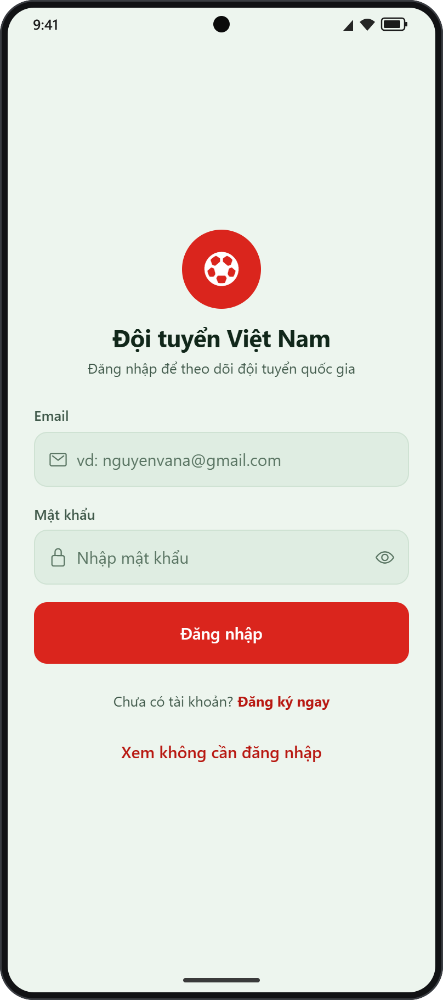 9:41
Đội tuyển Việt Nam
Đăng nhập để theo dõi đội tuyển quốc gia
Email
vd: nguyenvana@gmail.com
Mật khẩu
Nhập mật khẩu
Đăng nhập
Chưa có tài khoản? Đăng ký ngay
Xem không cần đăng nhập